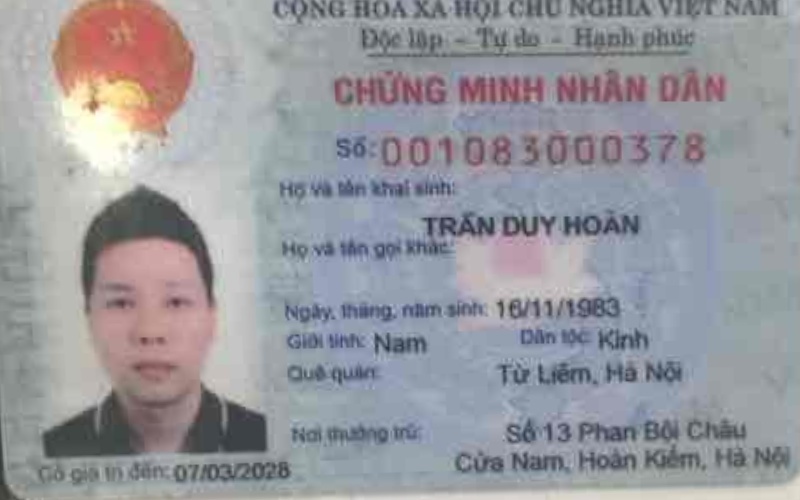 CỘNG HÒA XÃ HỘI CHỦ NGHĨA VIỆT NAM
Độc lập - Tự do - Hạnh phúc
CHỨNG MINH NHÂN DÂN
Số: 001083000378
Họ và tên khai sinh:
TRẦN DUY HOÀN
Họ và tên gọi khác:
Ngày, tháng, năm sinh: 16/11/1983
Giới tính: Nam Dân tộc: Kinh
Quê quán: Từ Liêm, Hà Nội
Nơi thường trú: Số 13 Phan Bội Châu
Cửa Nam, Hoàn Kiếm, Hà Nội
Có giá trị đến: 07/03/2028